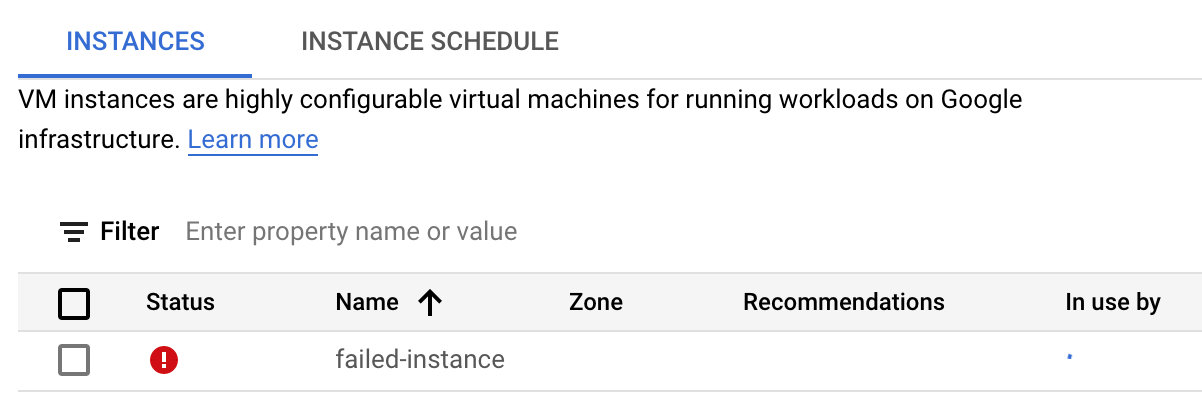 INSTANCES INSTANCE SCHEDULE
VM instances are highly configurable virtual machines for running workloads on Google
infrastructure. Learn more
Filter Enter property name or value
Status Name Zone Recommendations In use by
failed-instance